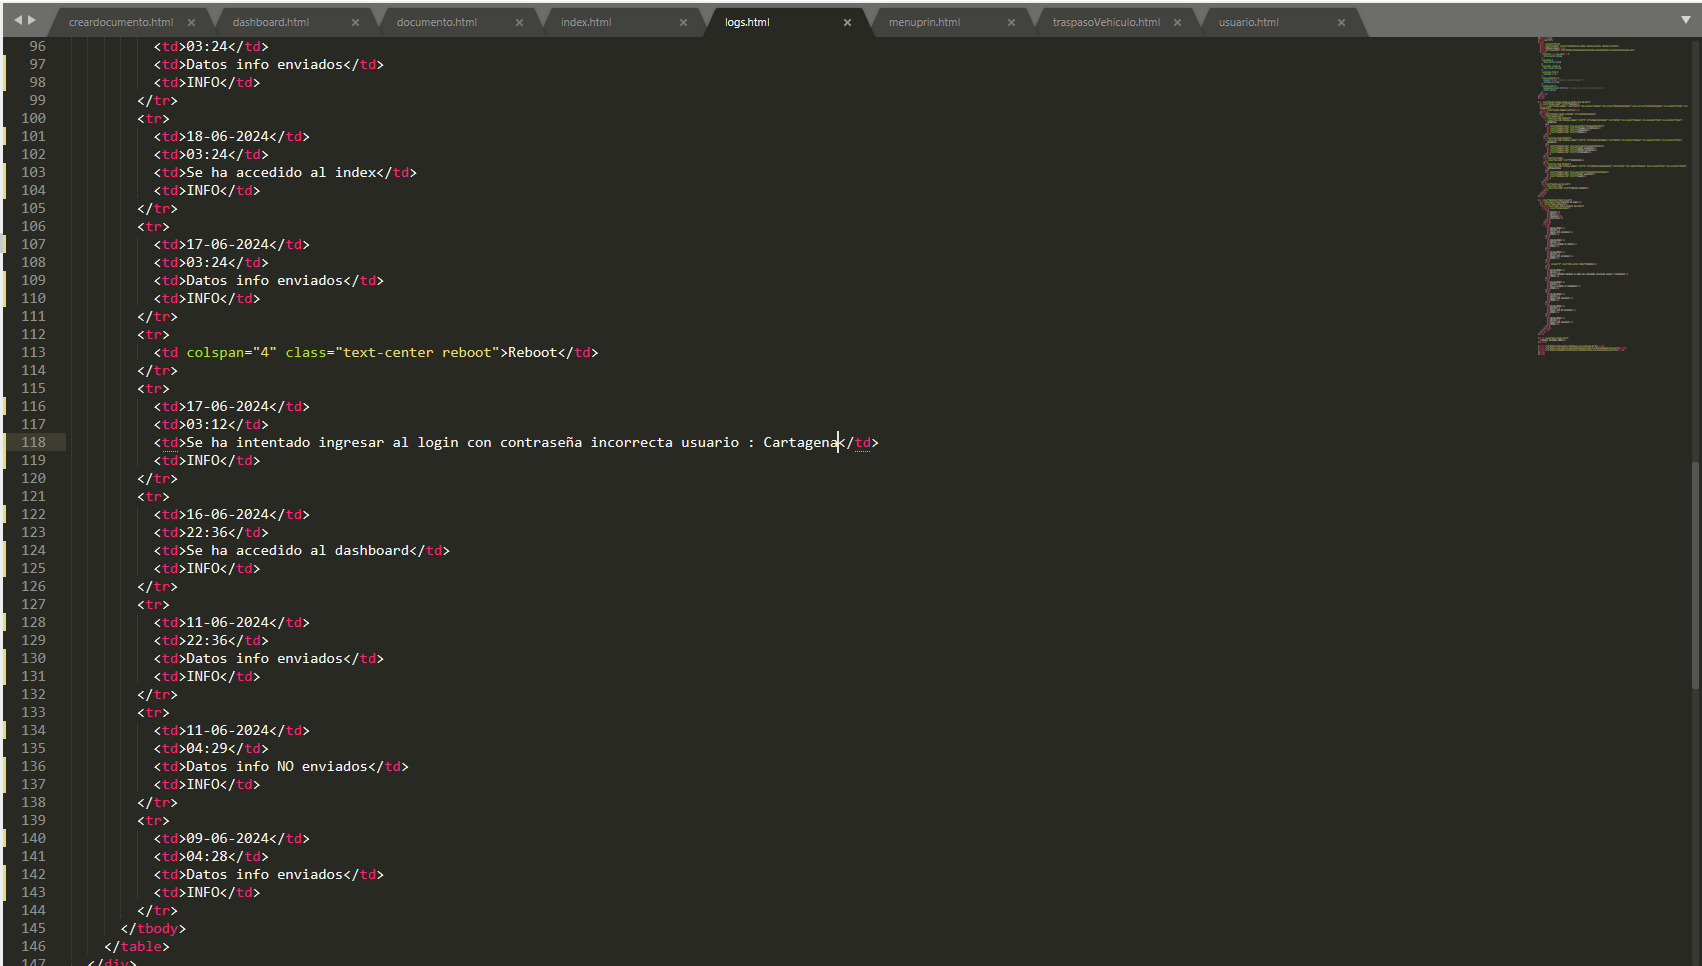 creardocumento.html × dashboard.html × documento.html × index.html × logs.html × menuprin.html × traspasoVehiculo.html × usuario.html ×
96 <td>03:24</td>
97 <td>Datos info enviados</td>
98 <td>INFO</td>
99 </tr>
100 <tr>
101 <td>18-06-2024</td>
102 <td>03:24</td>
103 <td>Se ha accedido al index</td>
104 <td>INFO</td>
105 </tr>
106 <tr>
107 <td>17-06-2024</td>
108 <td>03:24</td>
109 <td>Datos info enviados</td>
110 <td>INFO</td>
111 </tr>
112 <tr>
113 <td colspan="4" class="text-center reboot">Reboot</td>
114 </tr>
115 <tr>
116 <td>17-06-2024</td>
117 <td>03:12</td>
118 <td>Se ha intentado ingresar al login con contraseña incorrecta usuario : Cartagena</td>
119 <td>INFO</td>
120 </tr>
121 <tr>
122 <td>16-06-2024</td>
123 <td>22:36</td>
124 <td>Se ha accedido al dashboard</td>
125 <td>INFO</td>
126 </tr>
127 <tr>
128 <td>11-06-2024</td>
129 <td>22:36</td>
130 <td>Datos info enviados</td>
131 <td>INFO</td>
132 </tr>
133 <tr>
134 <td>11-06-2024</td>
135 <td>04:29</td>
136 <td>Datos info NO enviados</td>
137 <td>INFO</td>
138 </tr>
139 <tr>
140 <td>09-06-2024</td>
141 <td>04:28</td>
142 <td>Datos info enviados</td>
143 <td>INFO</td>
144 </tr>
145 </tbody>
146 </table>
147 </div>